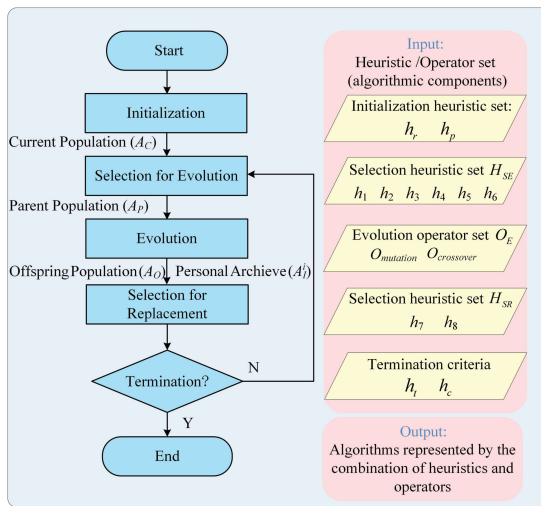 Start
Initialization
Current Population (A_C)
Selection for Evolution
Parent Population (A_P)
Evolution
Offspring Population (A_O) Personal Archieve (A_I^i)
Selection for
Replacement
Termination?
N
Y
End
Input:
Heuristic /Operator set
(algorithmic components)
Initialization heuristic set:
h_r h_p
Selection heuristic set H_SE
h_1 h_2 h_3 h_4 h_5 h_6
Evolution operator set O_E
O_mutation O_crossover
Selection heuristic set H_SR
h_7 h_8
Termination criteria
h_t h_c
Output:
Algorithms represented by the
combination of heuristics and
operators